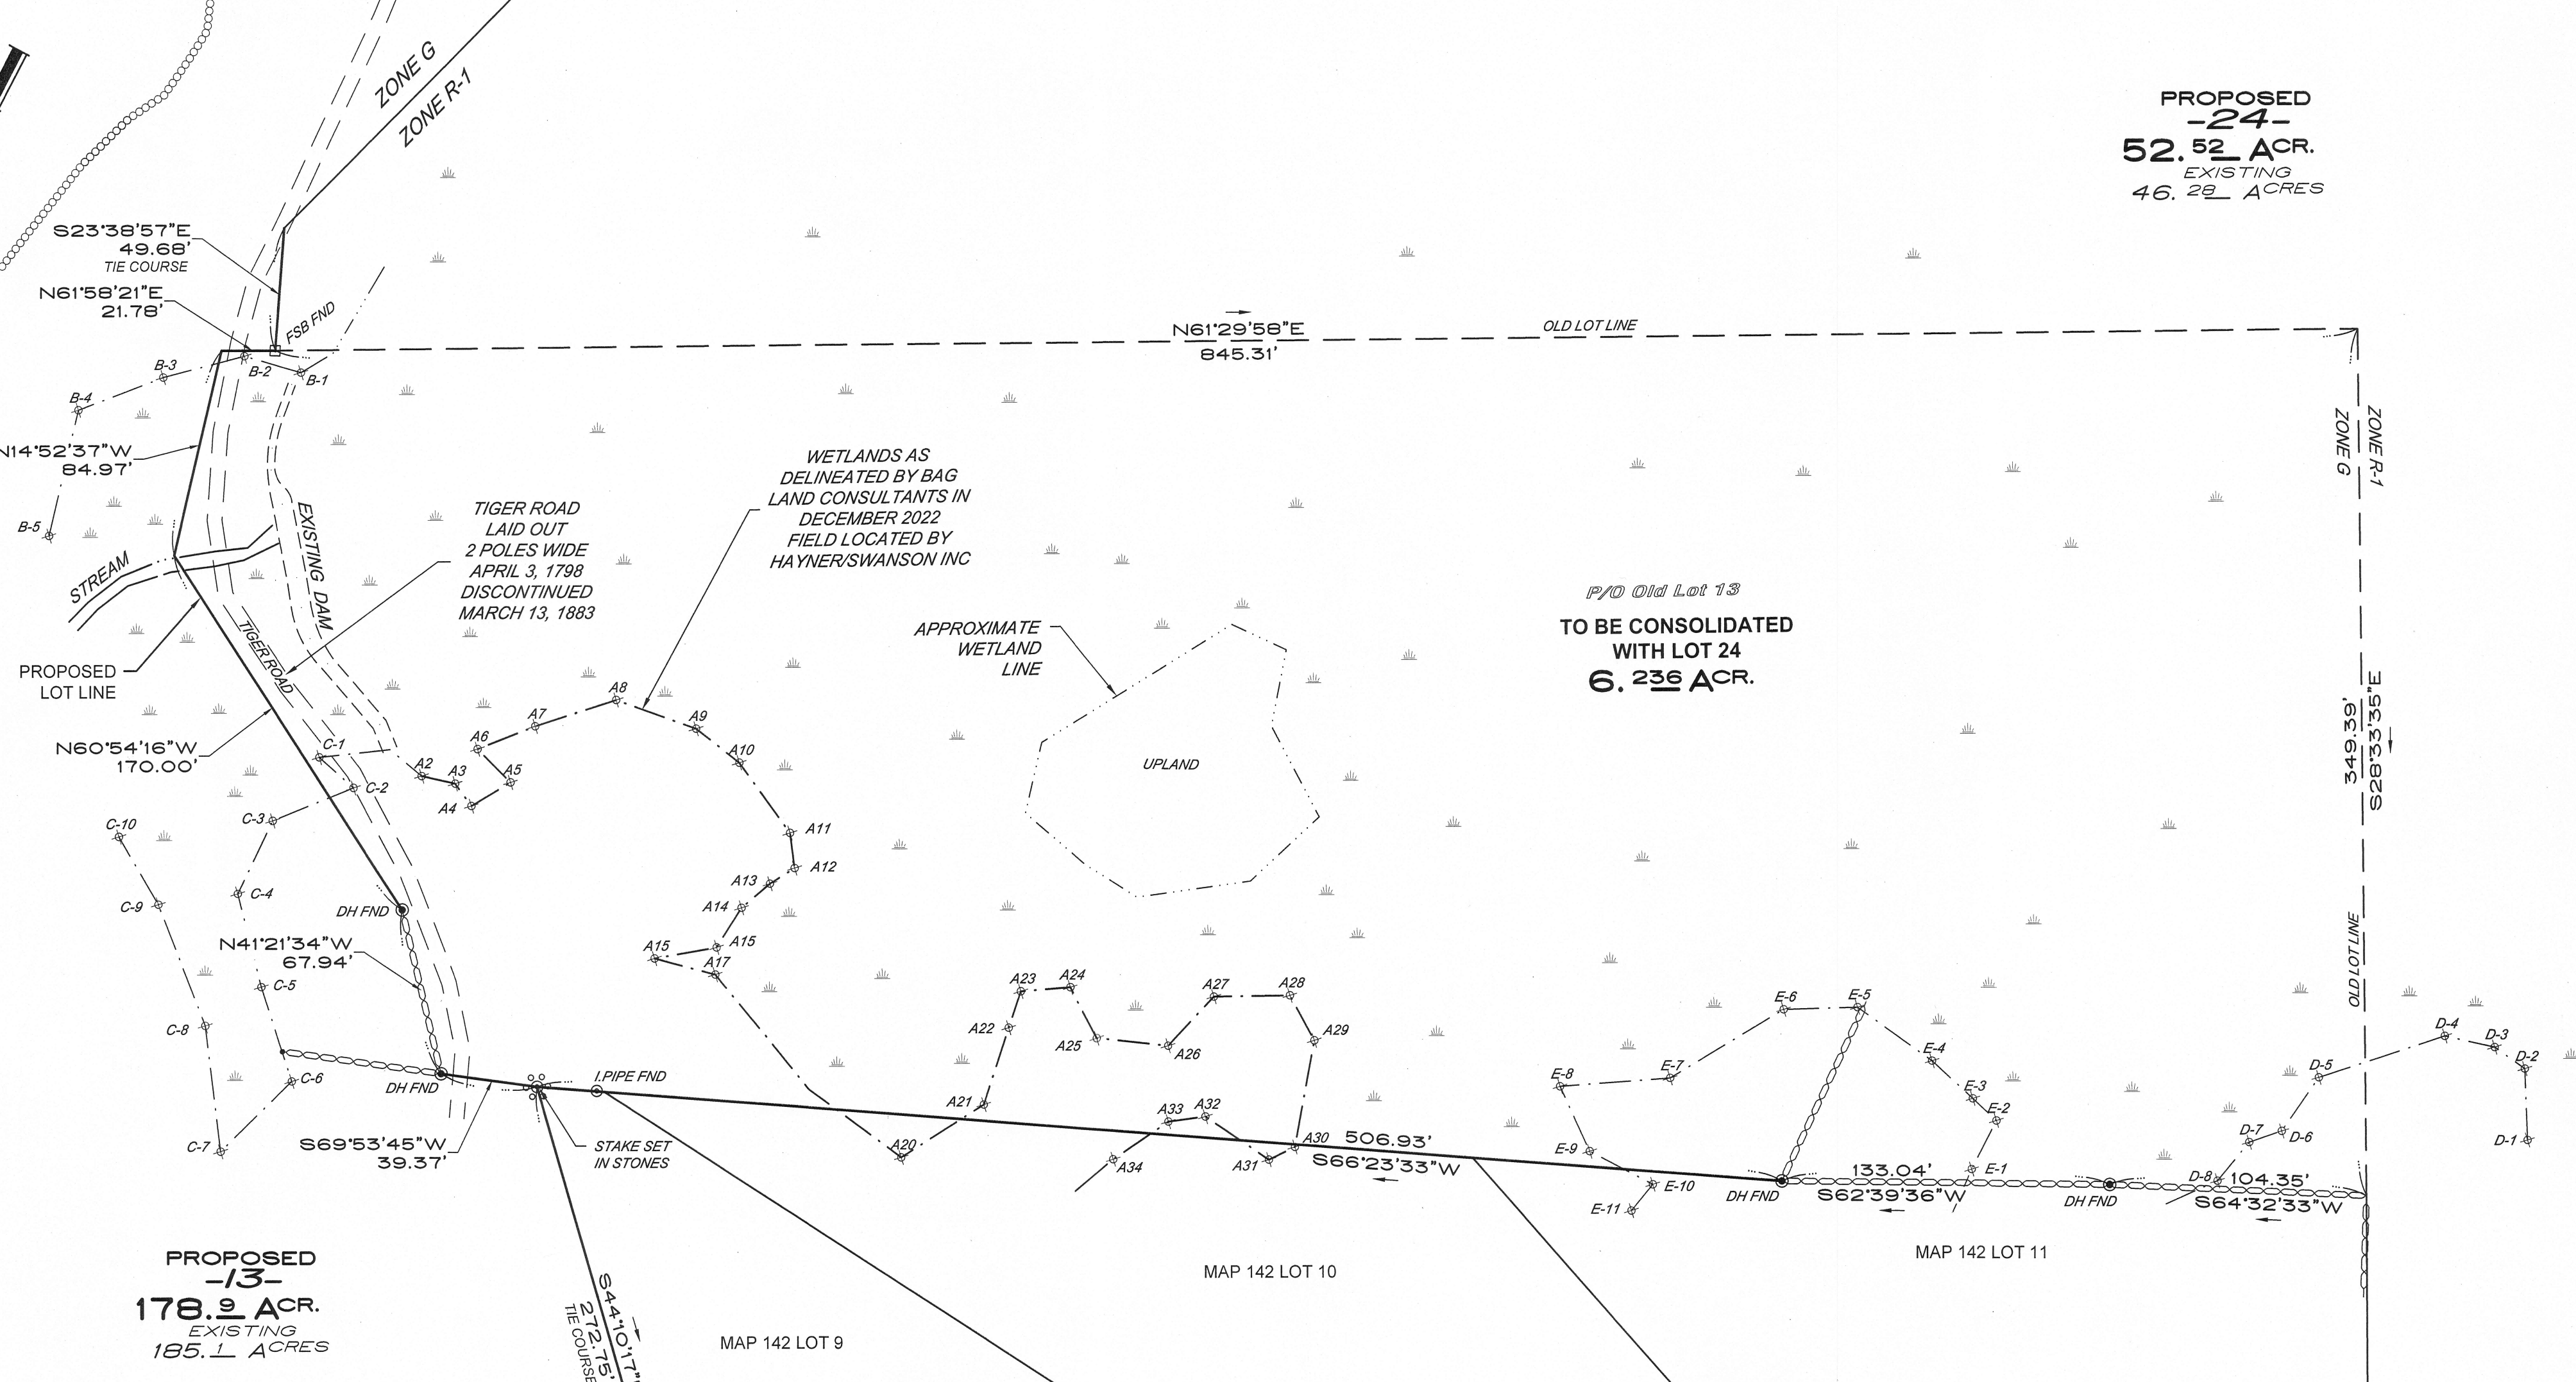 ZONE G
ZONE R-1
PROPOSED
-24-
52.52 ACR.
EXISTING
46.28 ACRES
S23°38'57"E
49.68'
TIE COURSE
N61°58'21"E
21.78'
FSB FND
N61°29'58"E
845.31'
OLD LOT LINE
B-3
B-2
B-1
B-4
B-5
N14°52'37"W
84.97'
ZONE R-1
ZONE G
WETLANDS AS
DELINEATED BY BAG
LAND CONSULTANTS IN
DECEMBER 2022
FIELD LOCATED BY
HAYNER/SWANSON INC
TIGER ROAD
LAID OUT
2 POLES WIDE
APRIL 3, 1798
DISCONTINUED
MARCH 13, 1883
EXISTING DAM
STREAM
TIGER ROAD
PROPOSED
LOT LINE
APPROXIMATE
WETLAND
LINE
P/O Old Lot 13
TO BE CONSOLIDATED
WITH LOT 24
6.236 ACR.
349.39'
S28°33'35"E
N60°54'16"W
170.00'
UPLAND
C-1
C-2
C-3
C-4
C-5
C-6
C-7
C-8
C-9
C-10
A2
A3
A4
A5
A6
A7
A8
A9
A10
A11
A12
A13
A14
A15
A15
A17
DH FND
N41°21'34"W
67.94'
OLD LOT LINE
A20
A21
A22
A23
A24
A25
A26
A27
A28
A29
A30
A31
A32
A33
A34
E-1
E-2
E-3
E-4
E-5
E-6
E-7
E-8
E-9
E-10
E-11
D-1
D-2
D-3
D-4
D-5
D-6
D-7
D-8
DH FND
I.PIPE FND
S69°53'45"W
39.37'
STAKE SET
IN STONES
506.93'
S66°23'33"W
DH FND
133.04'
S62°39'36"W
DH FND
104.35'
S64°32'33"W
S44°10'17"
272.75'
TIE COURSE
MAP 142 LOT 9
MAP 142 LOT 10
MAP 142 LOT 11
PROPOSED
-13-
178.9 ACR.
EXISTING
185.1 ACRES